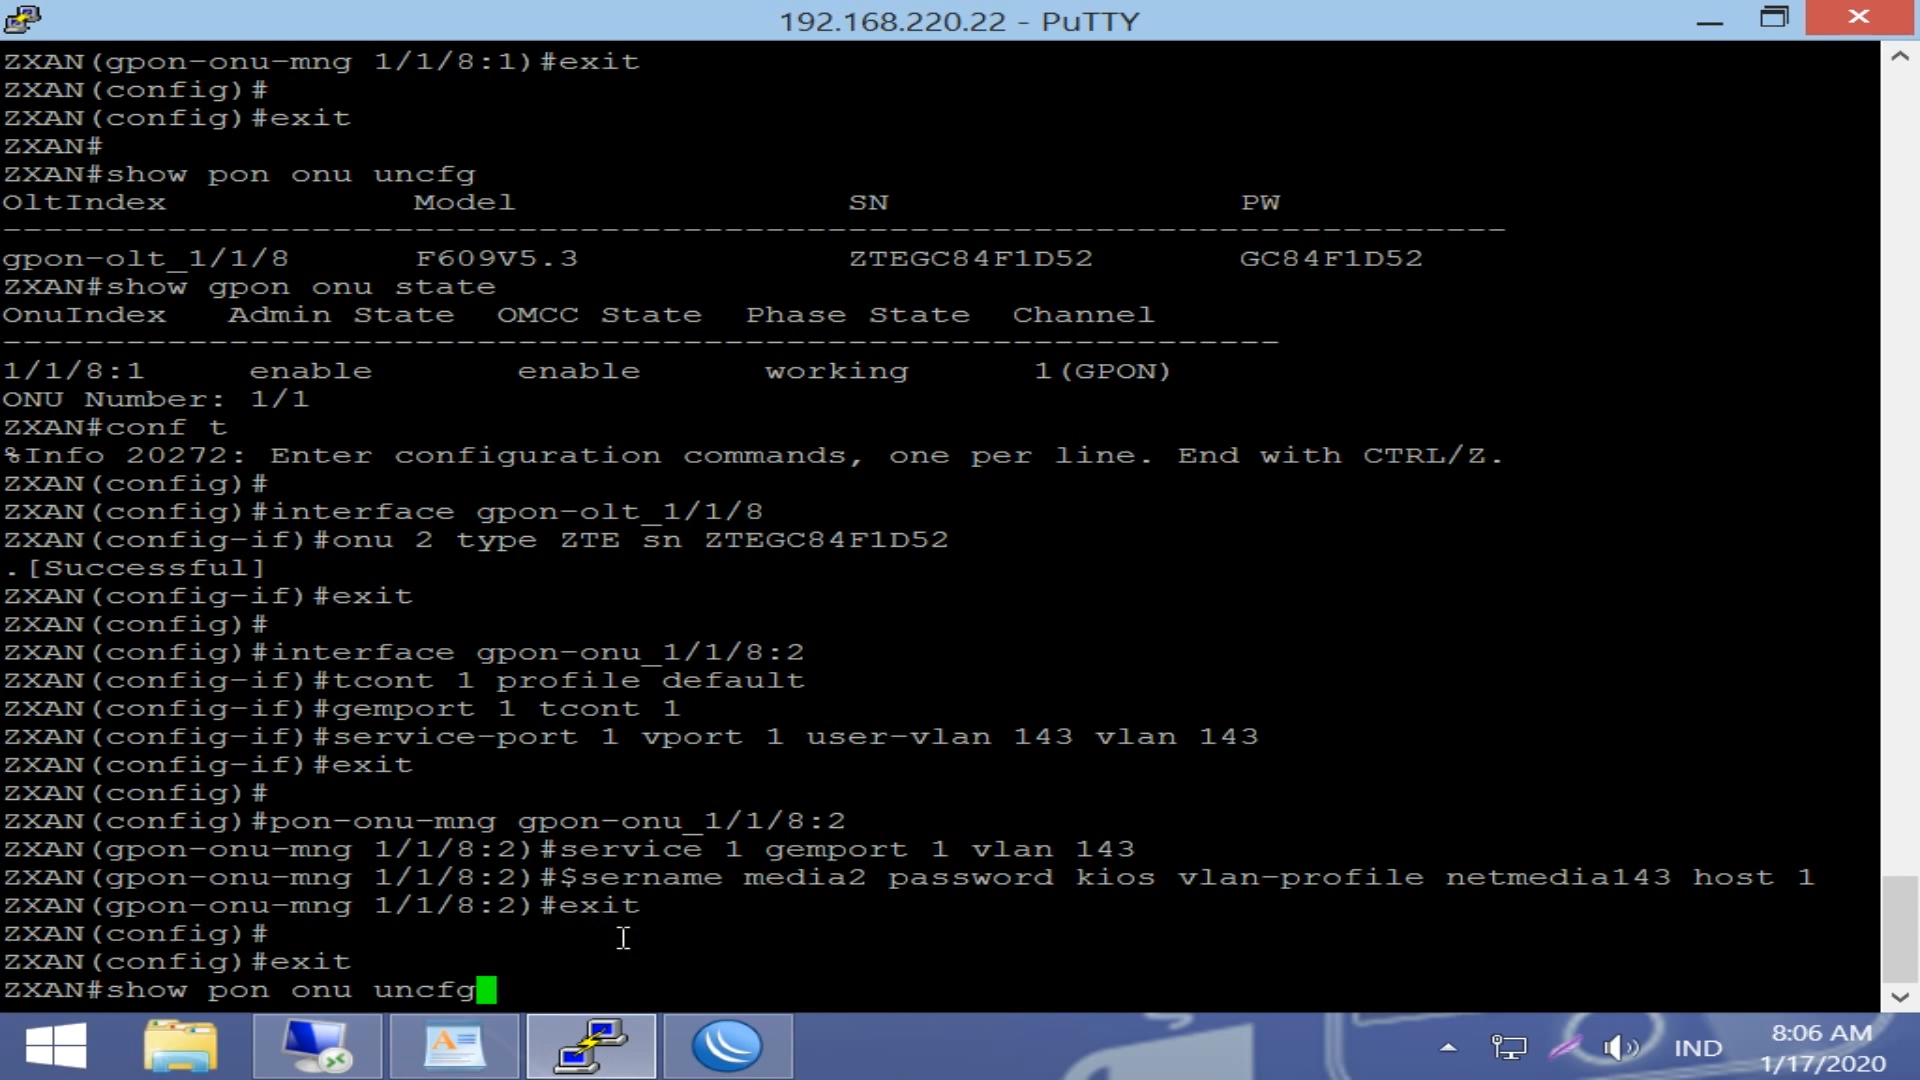 192.168.220.22 - PuTTY
ZXAN(gpon-onu-mng 1/1/8:1)#exit
ZXAN(config)#
ZXAN(config)#exit
ZXAN#
ZXAN#show pon onu uncfg
OltIndex Model SN PW
-------------------------------------------------------------------------
gpon-olt_1/1/8 F609V5.3 ZTEGC84F1D52 GC84F1D52
ZXAN#show gpon onu state
OnuIndex Admin State OMCC State Phase State Channel
--------------------------------------------------------------
1/1/8:1 enable enable working 1(GPON)
ONU Number: 1/1
ZXAN#conf t
%Info 20272: Enter configuration commands, one per line. End with CTRL/Z.
ZXAN(config)#
ZXAN(config)#interface gpon-olt_1/1/8
ZXAN(config-if)#onu 2 type ZTE sn ZTEGC84F1D52
.[Successful]
ZXAN(config-if)#exit
ZXAN(config)#
ZXAN(config)#interface gpon-onu_1/1/8:2
ZXAN(config-if)#tcont 1 profile default
ZXAN(config-if)#gemport 1 tcont 1
ZXAN(config-if)#service-port 1 vport 1 user-vlan 143 vlan 143
ZXAN(config-if)#exit
ZXAN(config)#
ZXAN(config)#pon-onu-mng gpon-onu_1/1/8:2
ZXAN(gpon-onu-mng 1/1/8:2)#service 1 gemport 1 vlan 143
ZXAN(gpon-onu-mng 1/1/8:2)#$sername media2 password kios vlan-profile netmedia143 host 1
ZXAN(gpon-onu-mng 1/1/8:2)#exit
ZXAN(config)#
ZXAN(config)#exit
ZXAN#show pon onu uncfg
IND
8:06 AM
1/17/2020